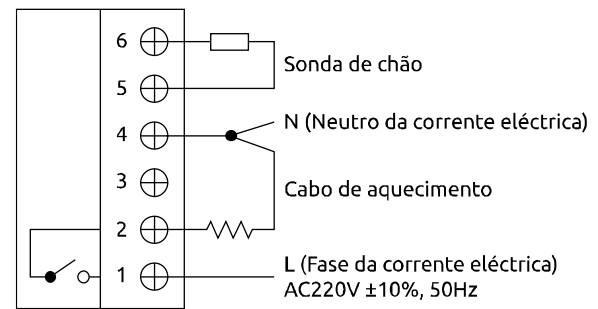 6
Sonda de chão
5
N (Neutro da corrente eléctrica)
4
3
Cabo de aquecimento
2
L (Fase da corrente eléctrica)
1
AC220V ±10%, 50Hz